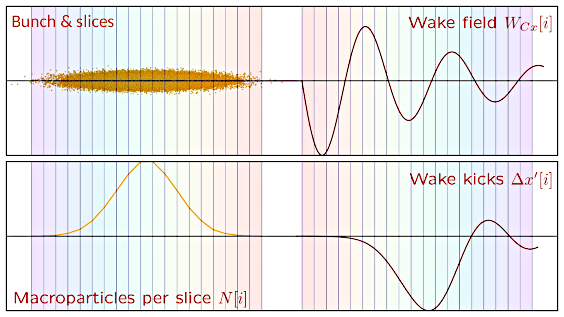 Bunch & slices
Wake field $W_{Cx}[i]$
Wake kicks $\Delta x'[i]$
Macroparticles per slice $N[i]$